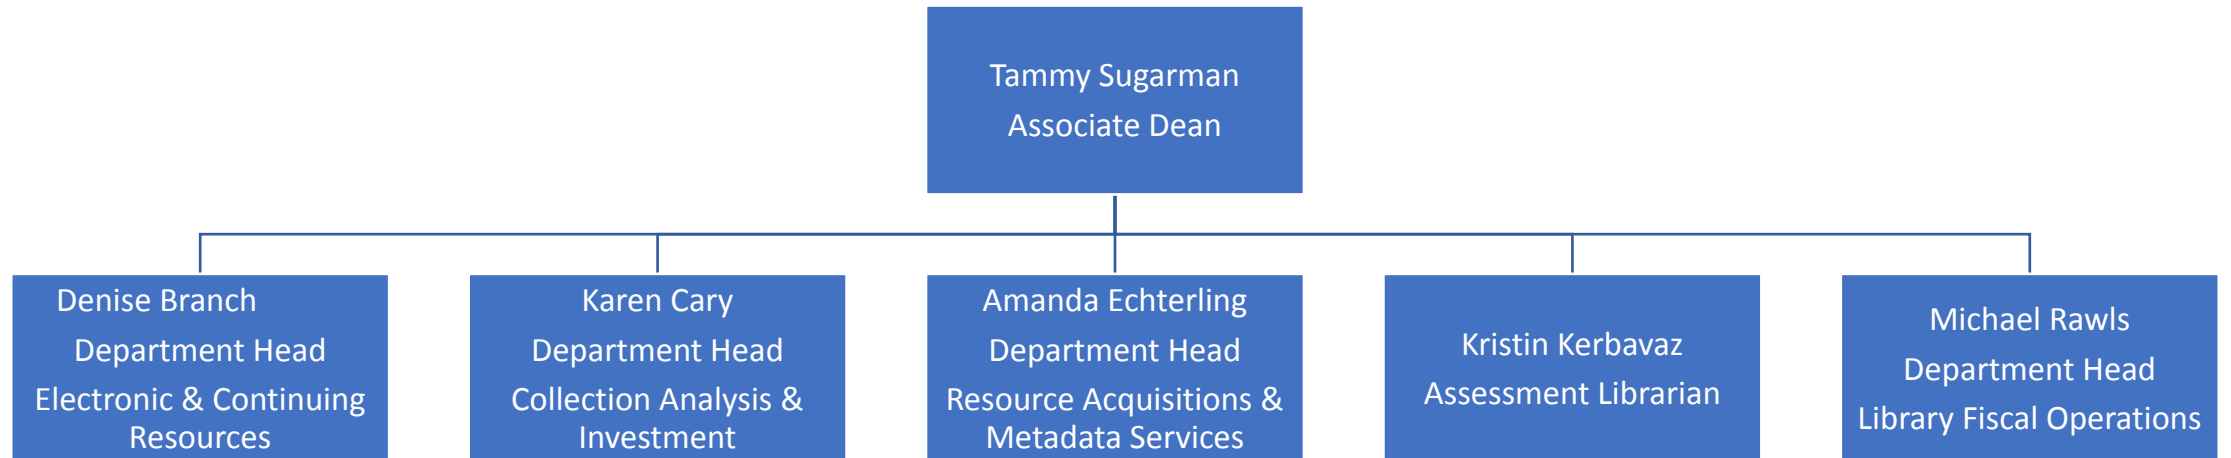 Tammy Sugarman
Associate Dean
Denise Branch
Department Head
Electronic & Continuing
Resources
Karen Cary
Department Head
Collection Analysis &
Investment
Amanda Echterling
Department Head
Resource Acquisitions &
Metadata Services
Kristin Kerbavaz
Assessment Librarian
Michael Rawls
Department Head
Library Fiscal Operations